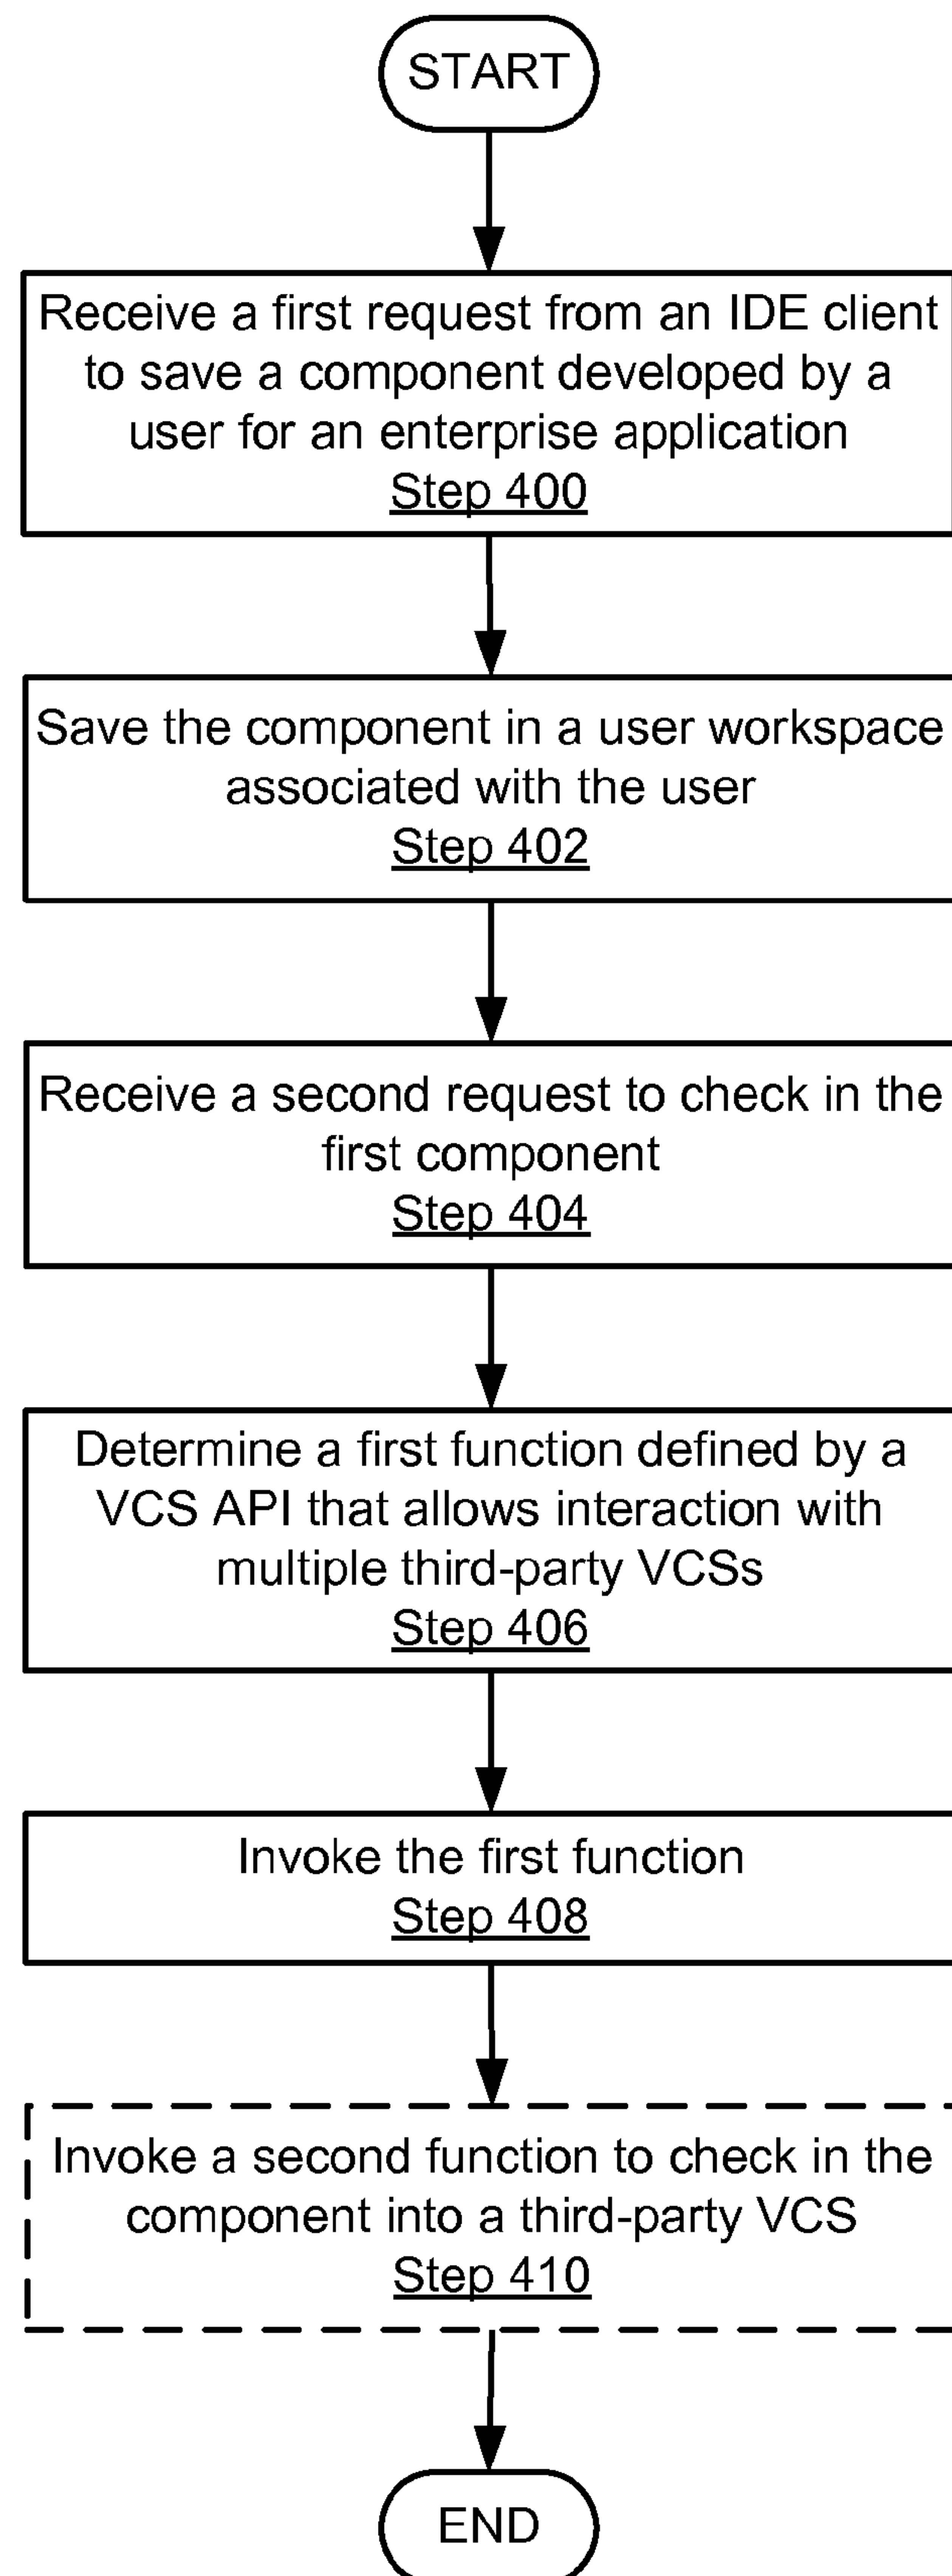 START
Receive a first request from an IDE client
to save a component developed by a
user for an enterprise application
Step 400
Save the component in a user workspace
associated with the user
Step 402
Receive a second request to check in the
first component
Step 404
Determine a first function defined by a
VCS API that allows interaction with
multiple third-party VCSs
Step 406
Invoke the first function
Step 408
Invoke a second function to check in the
component into a third-party VCS
Step 410
END